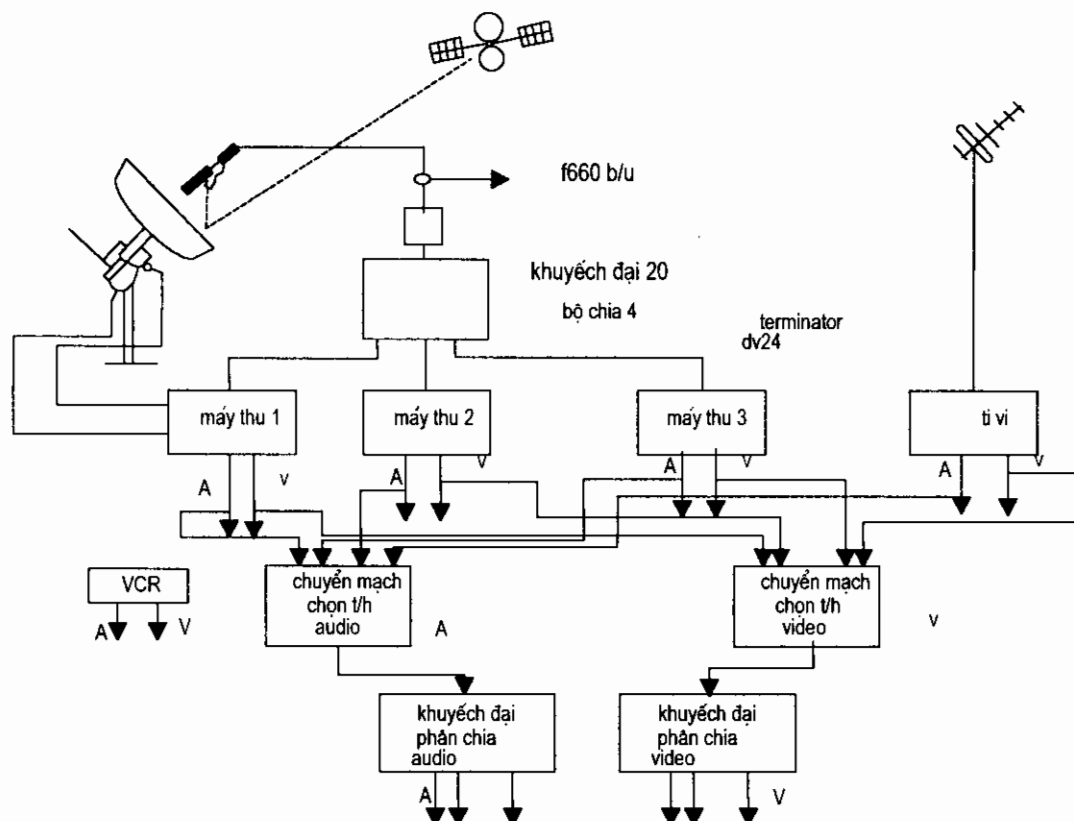 f660 b/u
khuyếch đại 20
bộ chia 4
terminator
dv24
máy thu 1
máy thu 2
máy thu 3
ti vi
A
v
A
V
A
v
A
V
VCR
A
V
chuyển mạch
chọn t/h
audio
A
chuyển mạch
chọn t/h
video
v
khuyếch đại
phân chia
audio
khuyếch đại
phân chia
video
A
V